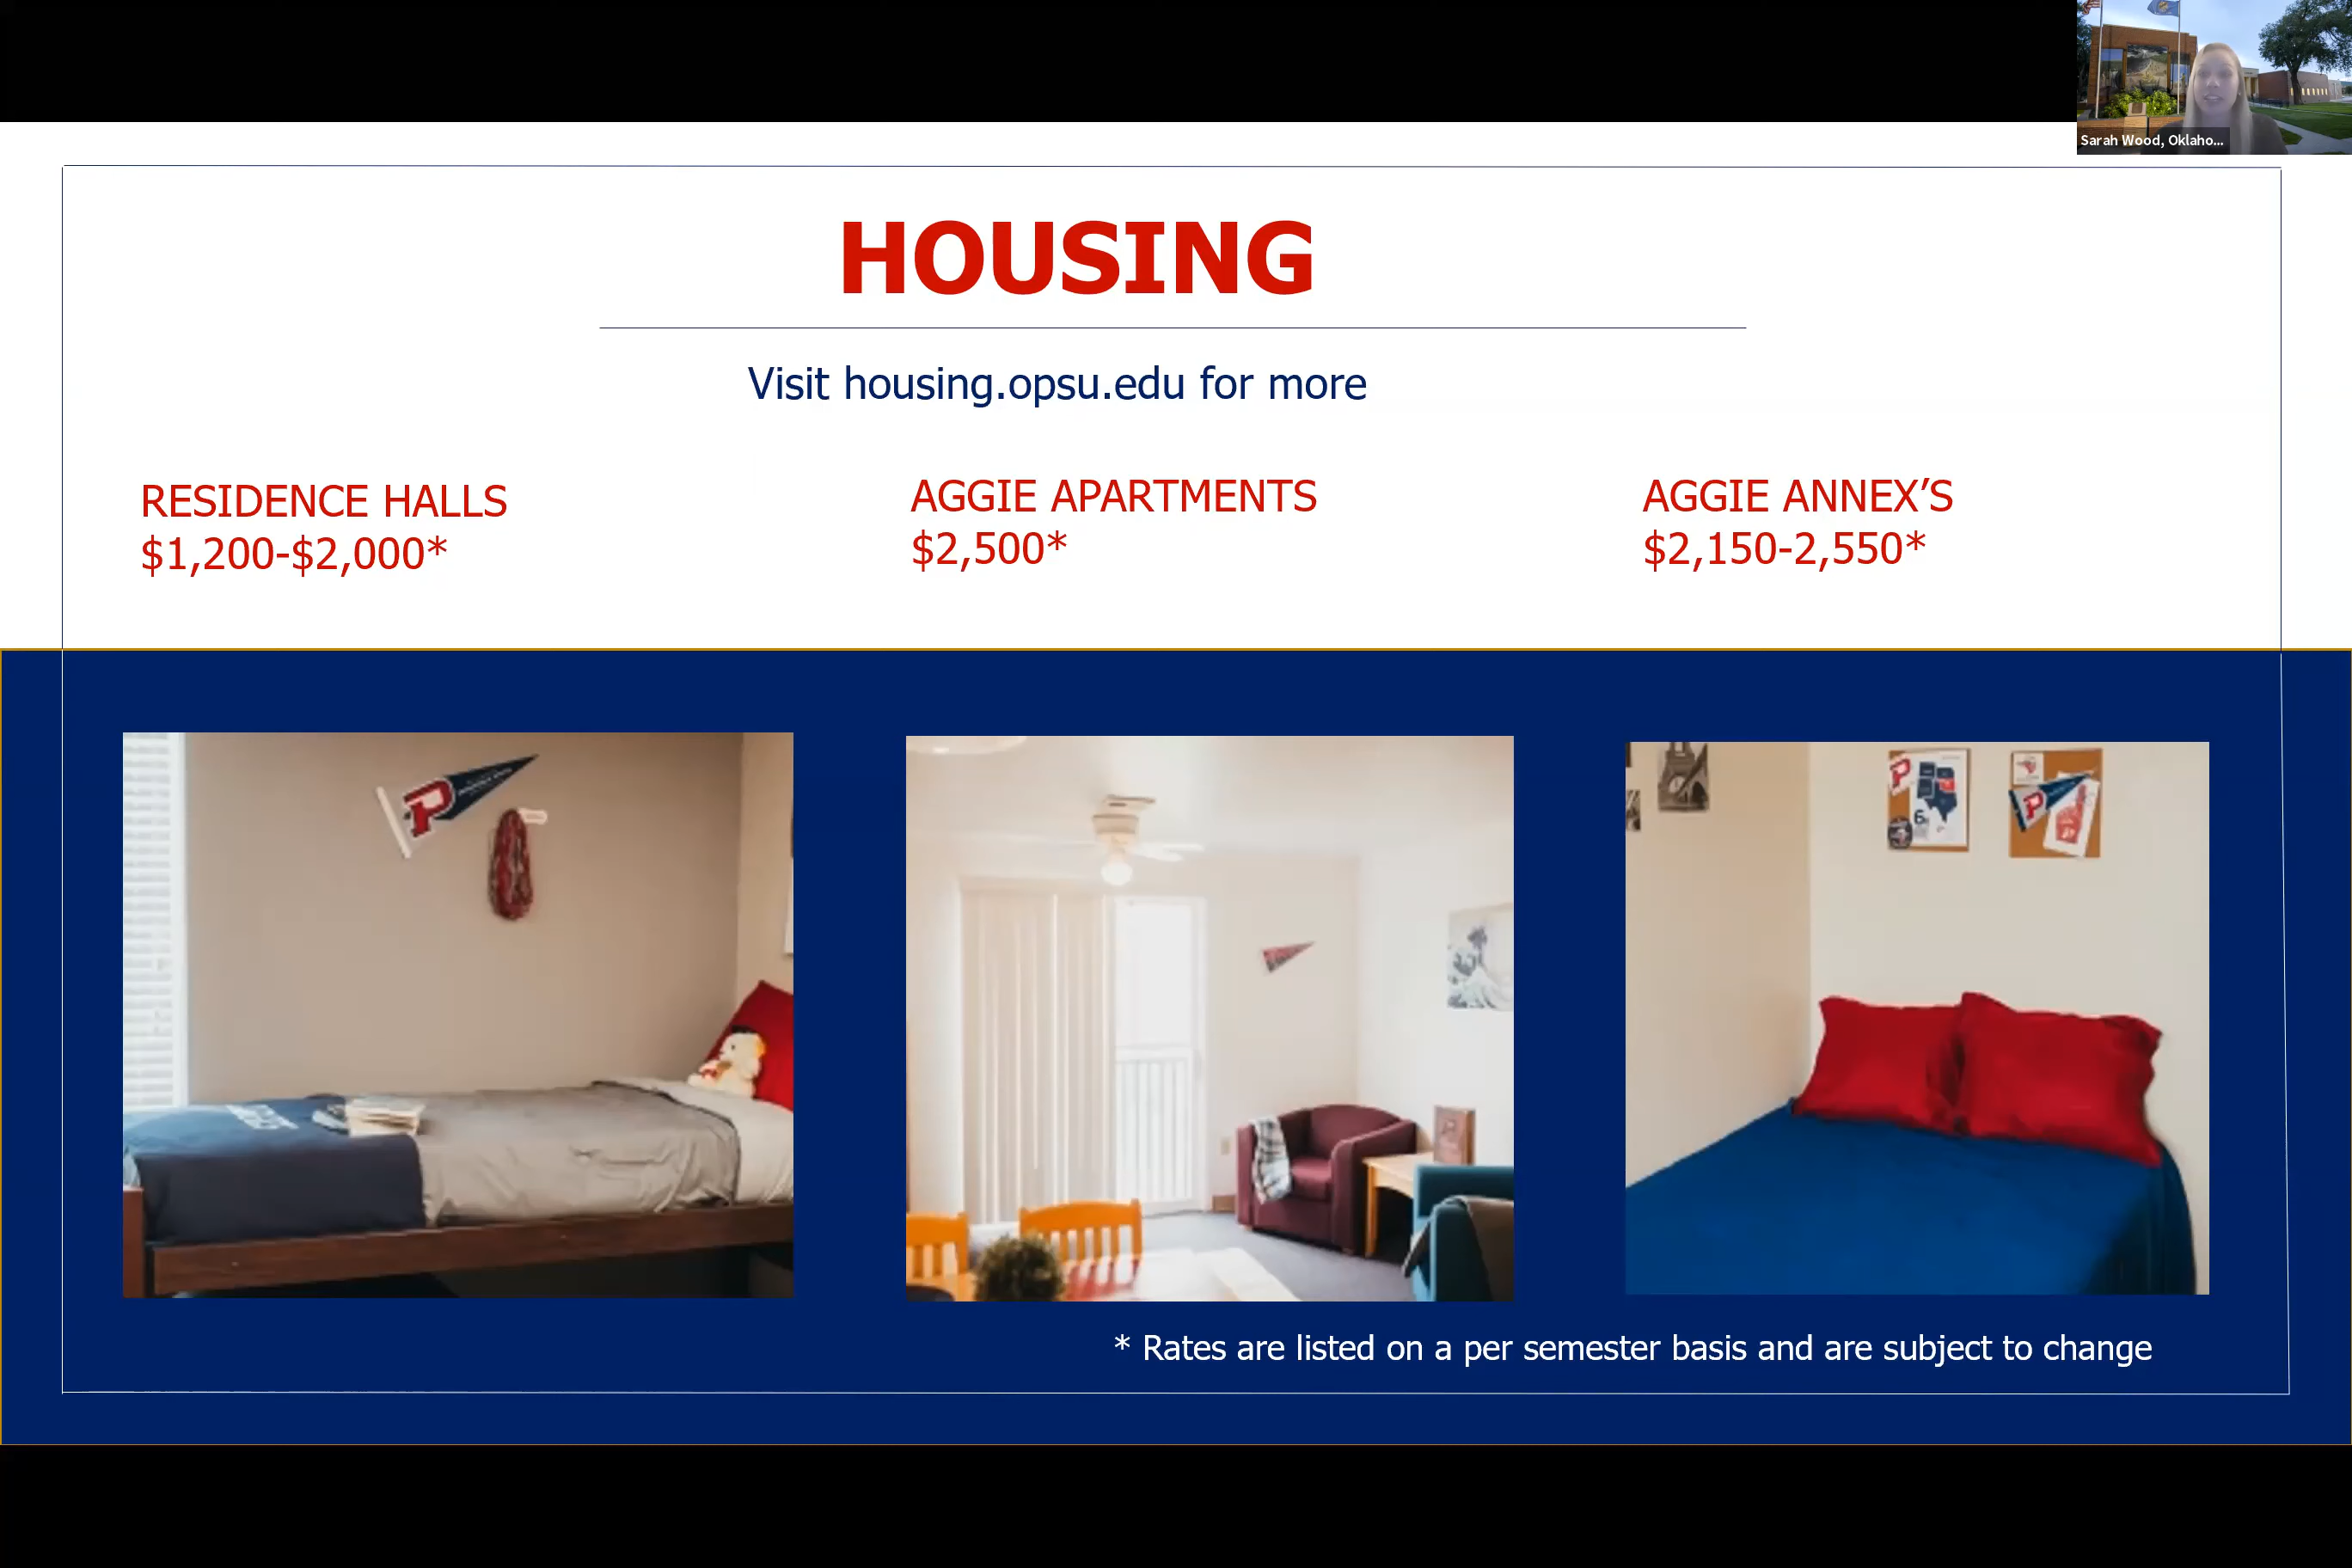 Sarah Wood, Oklaho...
HOUSING
Visit housing.opsu.edu for more
RESIDENCE HALLS
$1,200-$2,000*
AGGIE APARTMENTS
$2,500*
AGGIE ANNEX’S
$2,150-2,550*
P
P
P
* Rates are listed on a per semester basis and are subject to change